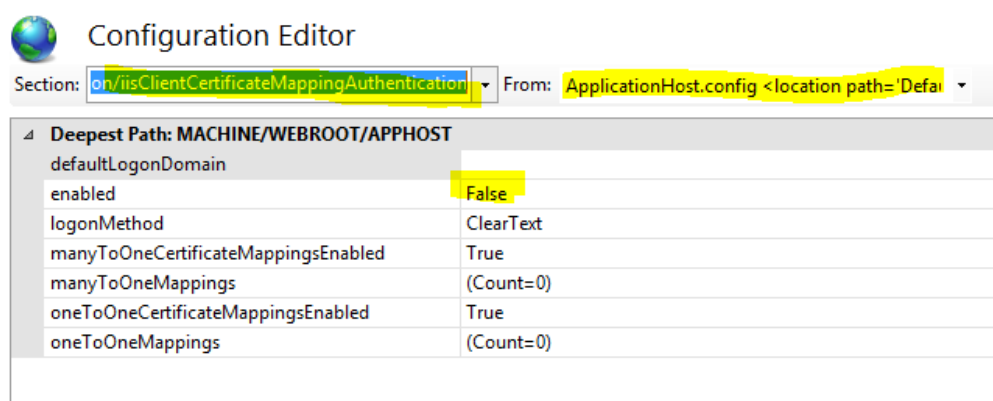 Configuration Editor
Section: on/iisClientCertificateMappingAuthentication From: ApplicationHost.config <location path='Defau
Deepest Path: MACHINE/WEBROOT/APPHOST
defaultLogonDomain
enabled False
logonMethod ClearText
manyToOneCertificateMappingsEnabled True
manyToOneMappings (Count=0)
oneToOneCertificateMappingsEnabled True
oneToOneMappings (Count=0)